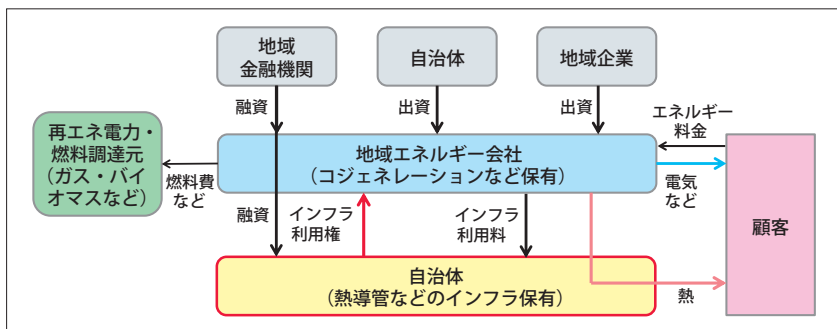 地域
金融機関
自治体
地域企業
融資
出資
出資
エネルギー
料金
再エネ電力・
燃料調達元
(ガス・バイ
オマスなど)
燃料費
など
地域エネルギー会社
(コジェネレーションなど保有)
電気
など
顧客
融資
インフラ
利用権
インフラ
利用料
自治体
(熱導管などのインフラ保有)
熱